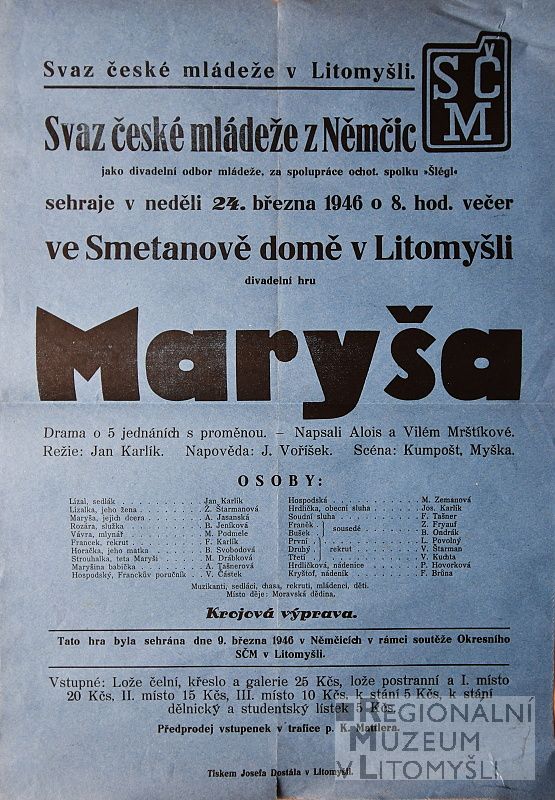 Svaz české mládeže v Litomyšli.
SČM
Svaz české mládeže z Němčic
jako divadelní odbor mládeže, za spolupráce ochot. spolku »Šlégl«
sehraje v neděli 24. března 1946 o 8. hod. večer
ve Smetanově domě v Litomyšli
divadelní hru
Maryša
Drama o 5 jednáních s proměnou. – Napsali Alois a Vilém Mrštíkové.
Režie: Jan Karlík. Napověda: J. Voříšek. Scéna: Kumpošt, Myška.
OSOBY:
Lízal, sedlák . . . . . . . . . . Jan Karlík
Lízalka, jeho žena . . . . . . . . . . Z. Štarmanová
Maryša, jejich dcera . . . . . . . . . . A. Jasanská
Rozára, služka . . . . . . . . . . B. Jeníková
Vávra, mlynář . . . . . . . . . . M. Podmele
Francek, rekrut . . . . . . . . . . F. Karlík
Horačka, jeho matka . . . . . . . . . . B. Svobodová
Strouhalka, teta Maryši . . . . . . . . . . M. Drábková
Maryšina babička . . . . . . . . . . A. Tašnerová
Hospodský, Franckův poručník . . V. Částek
Hospodská . . . . . . . . . . M. Zemanová
Hrdlička, obecní sluha . . . . . . . . . . Jos. Karlík
Soudní sluha . . . . . . . . . . F. Tašner
Franěk } sousedé . . . . . . . . . . Z. Fryauf
Bušek } B. Ondrák
První } . . . . . . . . . . L. Povolný
Druhý } rekrut . . . . . . . . . . V. Štarman
Třetí } V. Kuchta
Hrdličková, nádenice . . . . . . . . . . P. Hovorková
Kryštof, nádeník . . . . . . . . . . F. Brůna
Muzikanti, sedláci, chasa, rekruti, mládenci, děti.
Místo děje: Moravská dědina.
Krojová výprava.
Tato hra byla sehrána dne 9. března 1946 v Němčicích v rámci soutěže Okresního
SČM v Litomyšli.
Vstupné: Lože čelní, křeslo a galerie 25 Kčs, lože postranní a I. místo
20 Kčs, II. místo 15 Kčs, III. místo 10 Kčs, k stání 5 Kčs, k stání
dělnický a studentský lístek 5 Kčs.
Předprodej vstupenek v trafice p. K. Mattlera.
Tiskem Josefa Dostála v Litomyšli.
REGIONÁLNÍ
MUZEUM
V LITOMYŠLI